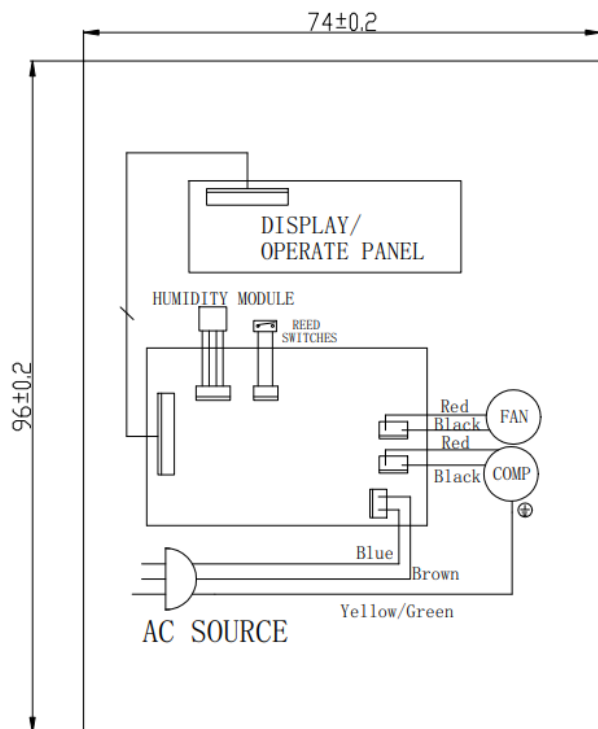 74±0.2
96±0.2
DISPLAY/
OPERATE PANEL
HUMIDITY MODULE
REED
SWITCHES
Red
Black
FAN
Red
Black
COMP
Blue
Brown
Yellow/Green
AC SOURCE